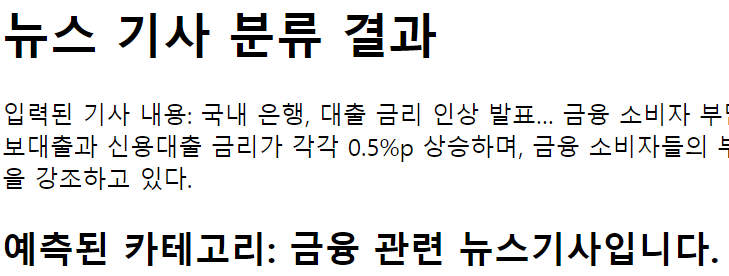 뉴스 기사 분류 결과
입력된 기사 내용: 국내 은행, 대출 금리 인상 발표... 금융 소비자
보대출과 신용대출 금리가 각각 0.5%p 상승하며, 금융 소비자들의
을 강조하고 있다.
예측된 카테고리: 금융 관련 뉴스기사입니다.